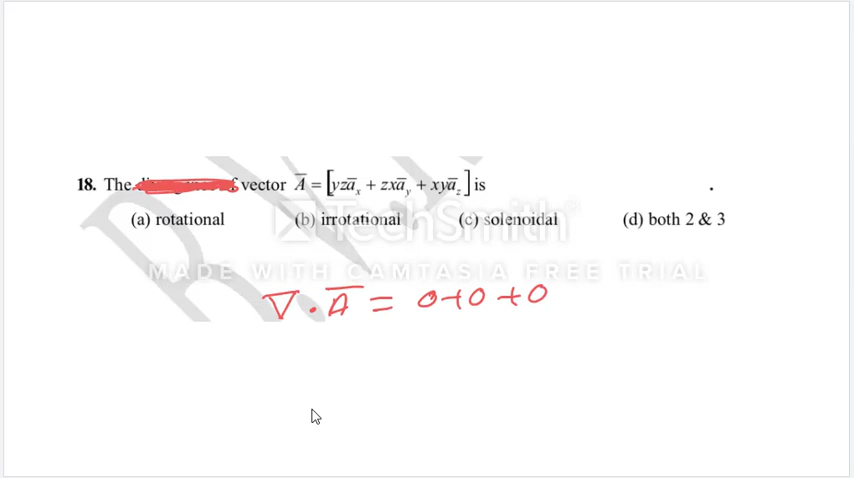 18. The vector A̅ = [yza̅ₓ + zxa̅ᵧ + xya̅_z] is .
(a) rotational (b) irrotational (c) solenoidal (d) both 2 & 3
TechSmith
MADE WITH CAMTASIA FREE TRIAL
∇ · A̅ = 0+0+0